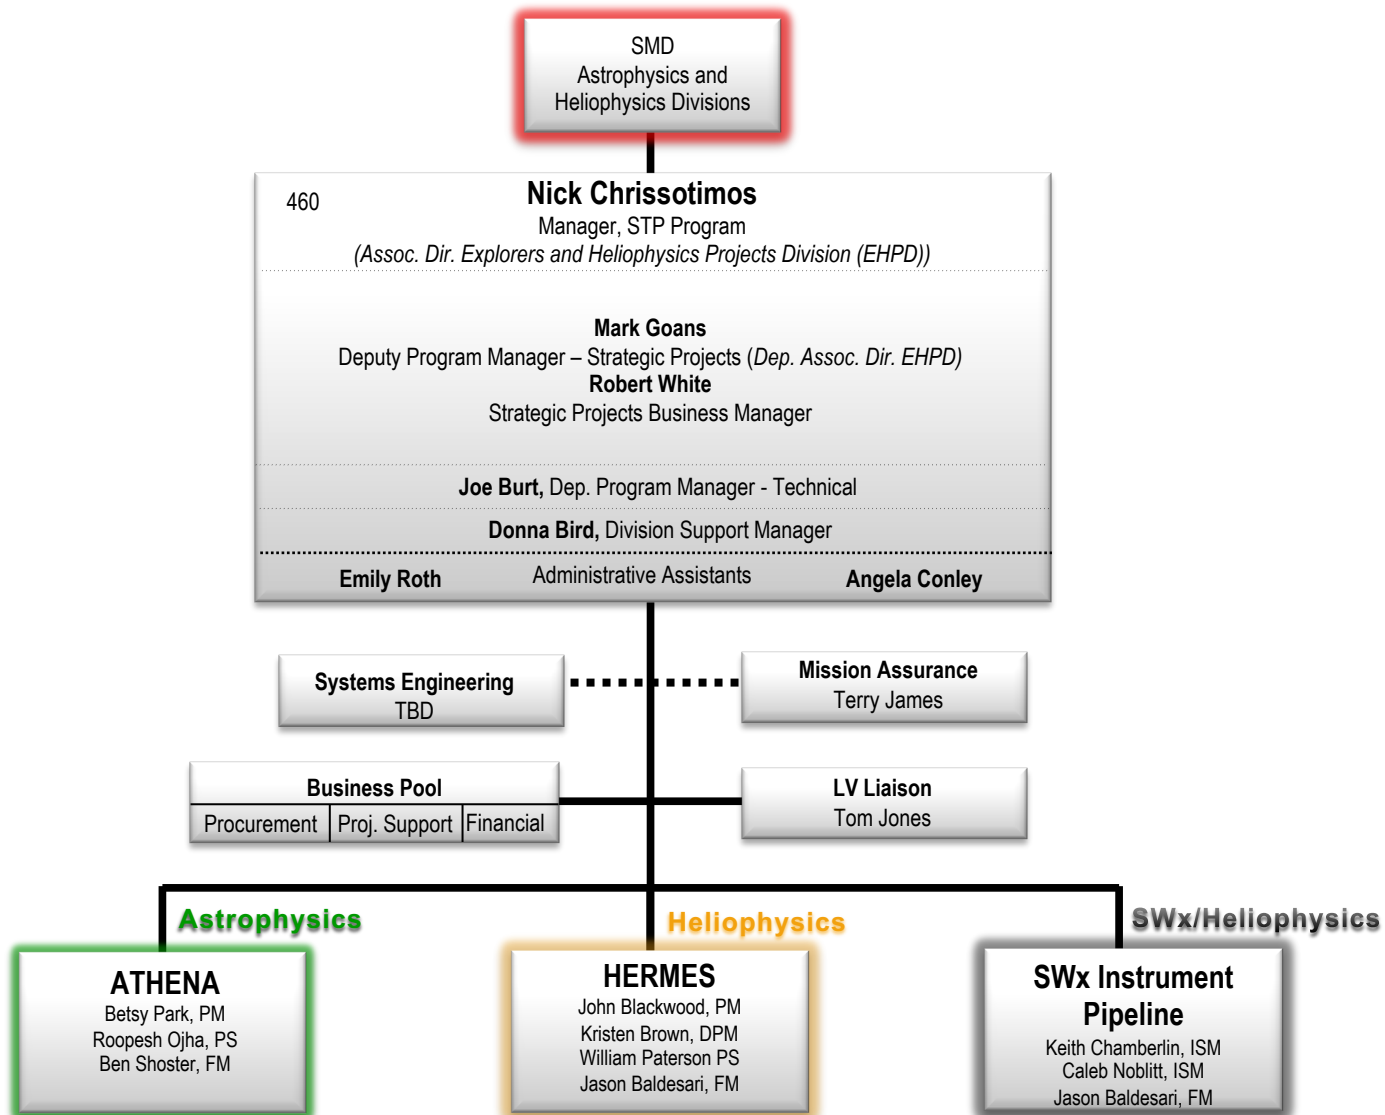 SMD
Astrophysics and
Heliophysics Divisions
460
Nick Chrissotimos
Manager, STP Program
(Assoc. Dir. Explorers and Heliophysics Projects Division (EHPD))
Mark Goans
Deputy Program Manager – Strategic Projects (Dep. Assoc. Dir. EHPD)
Robert White
Strategic Projects Business Manager
Joe Burt, Dep. Program Manager - Technical
Donna Bird, Division Support Manager
Emily Roth Administrative Assistants Angela Conley
Systems Engineering
TBD
Mission Assurance
Terry James
Business Pool
Procurement Proj. Support Financial
LV Liaison
Tom Jones
Astrophysics
ATHENA
Betsy Park, PM
Roopesh Ojha, PS
Ben Shoster, FM
Heliophysics
HERMES
John Blackwood, PM
Kristen Brown, DPM
William Paterson PS
Jason Baldesari, FM
SWx/Heliophysics
SWx Instrument
Pipeline
Keith Chamberlin, ISM
Caleb Noblitt, ISM
Jason Baldesari, FM